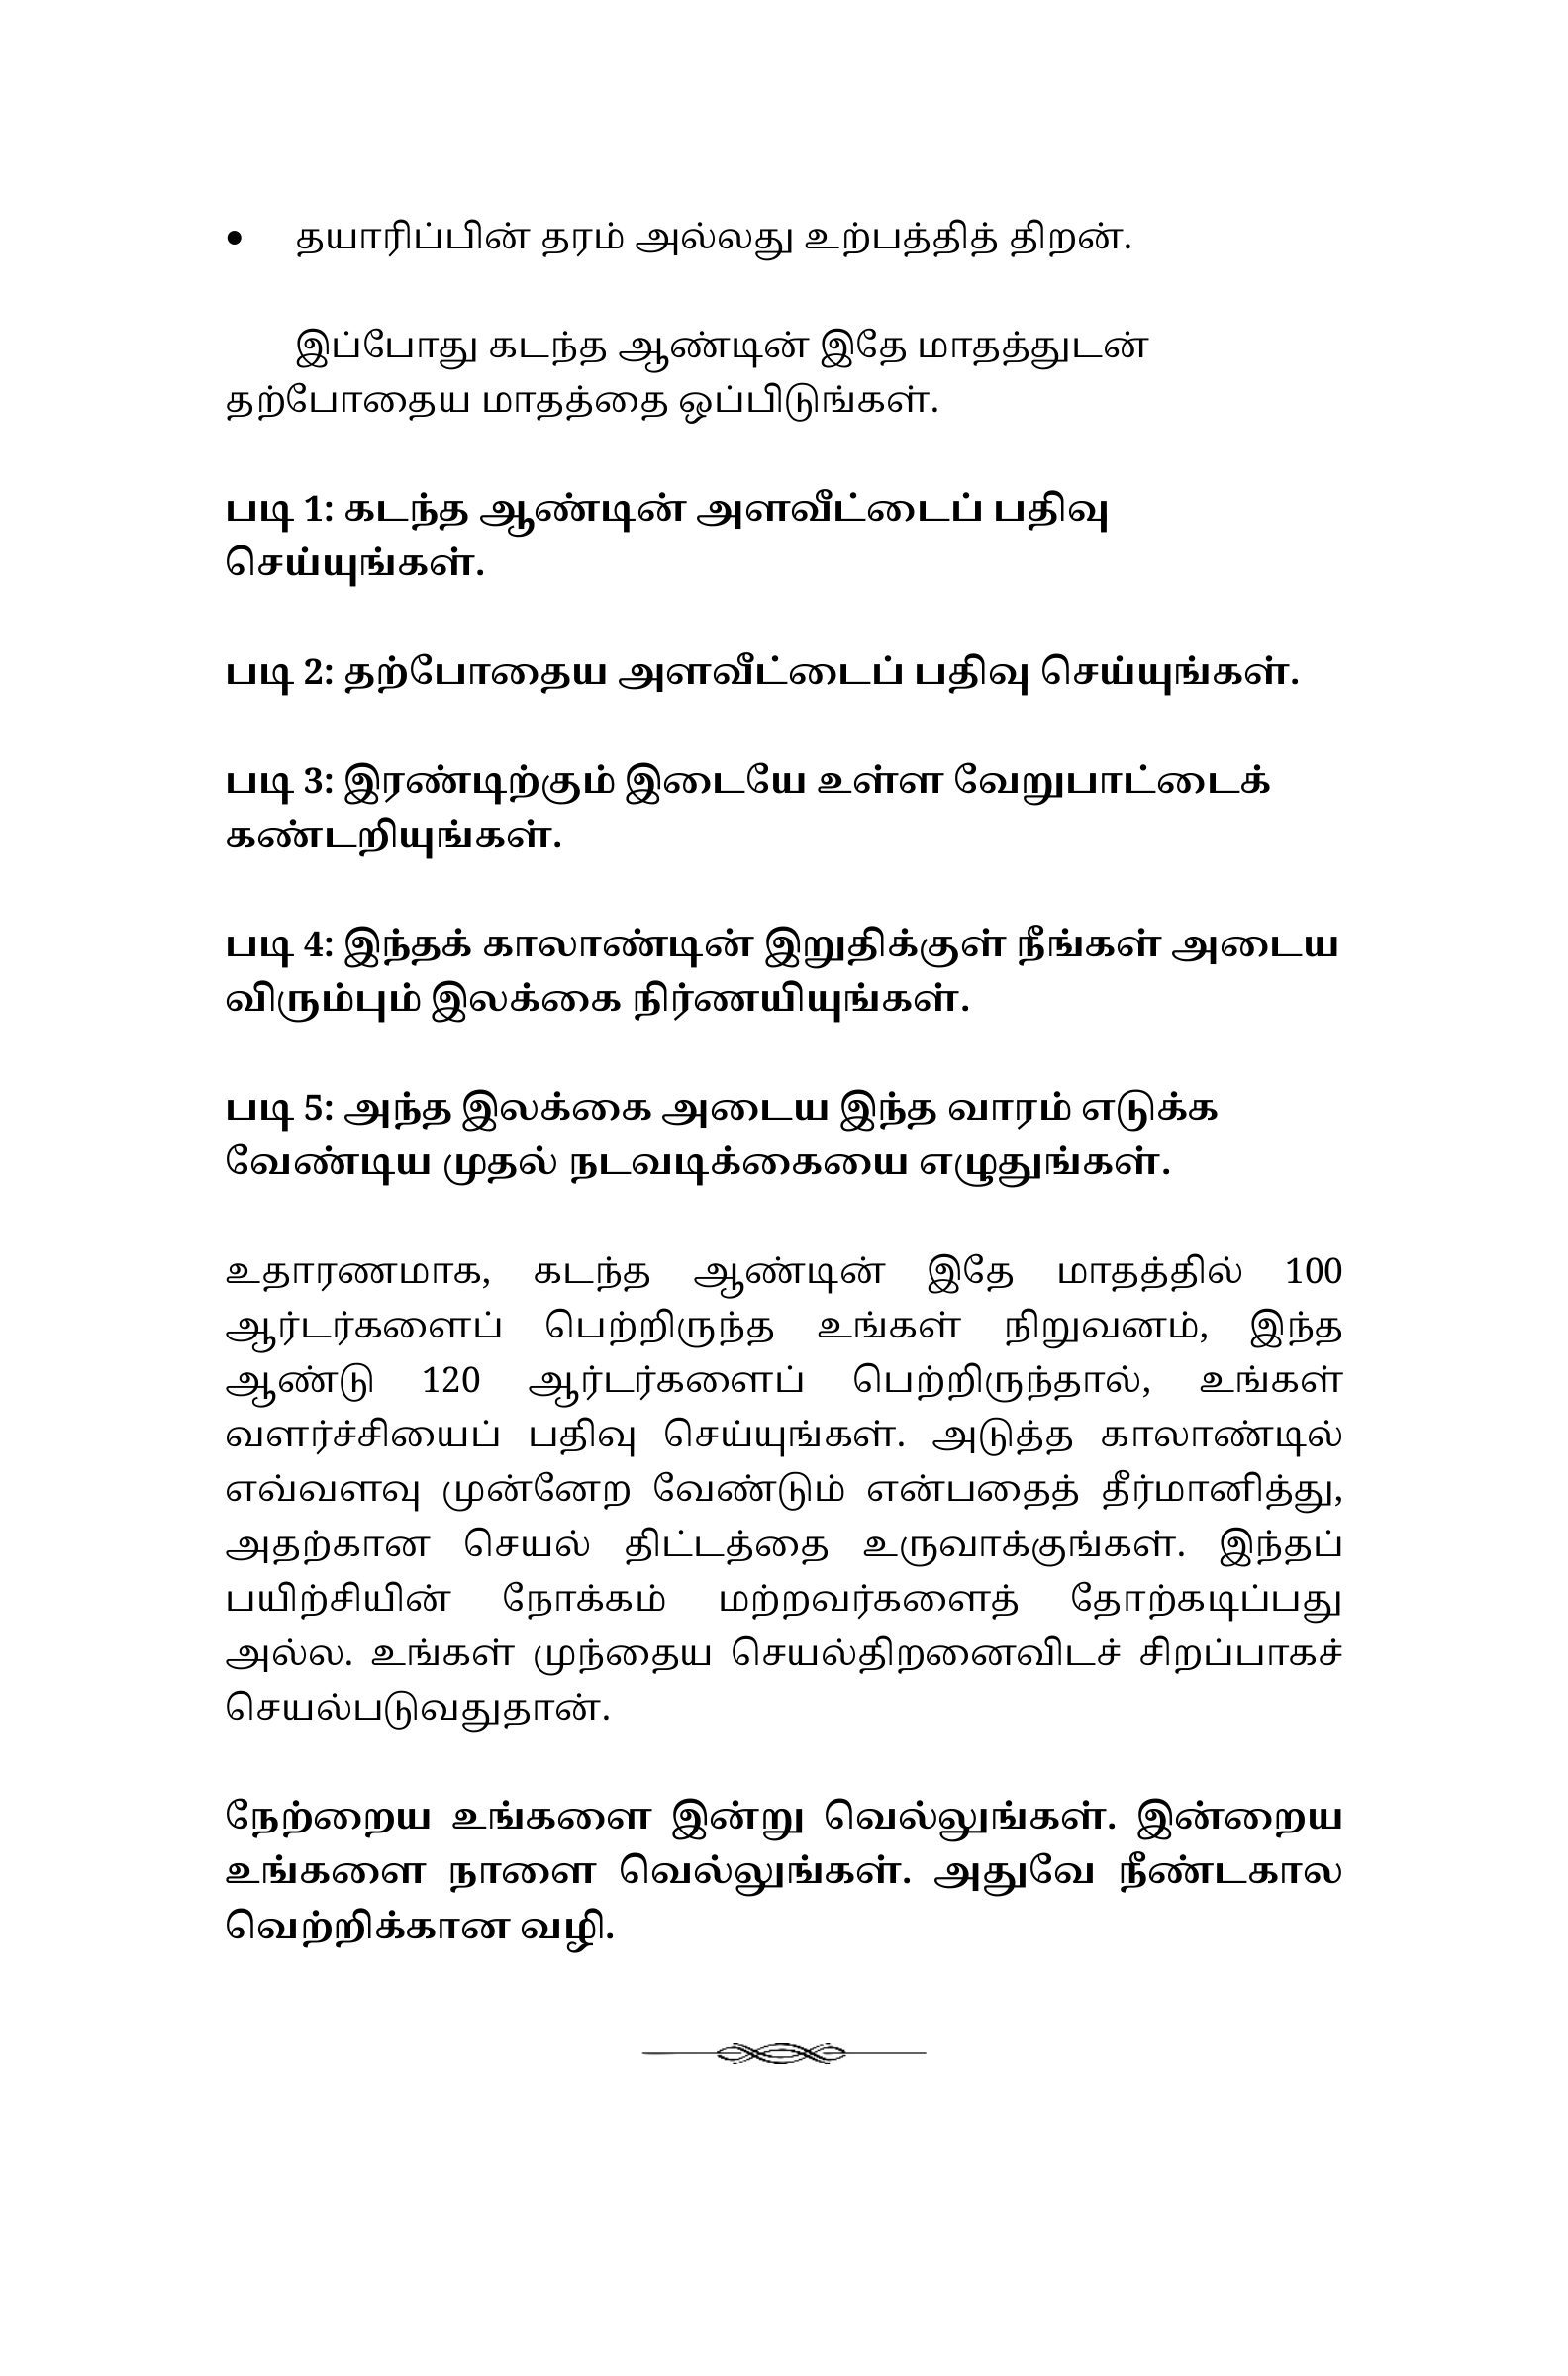 • தயாரிப்பின் தரம் அல்லது உற்பத்தித் திறன்.
இப்போது கடந்த ஆண்டின் இதே மாதத்துடன்
தற்போதைய மாதத்தை ஒப்பிடுங்கள்.
படி 1: கடந்த ஆண்டின் அளவீட்டைப் பதிவு
செய்யுங்கள்.
படி 2: தற்போதைய அளவீட்டைப் பதிவு செய்யுங்கள்.
படி 3: இரண்டிற்கும் இடையே உள்ள வேறுபாட்டைக்
கண்டறியுங்கள்.
படி 4: இந்தக் காலாண்டின் இறுதிக்குள் நீங்கள் அடைய
விரும்பும் இலக்கை நிர்ணயியுங்கள்.
படி 5: அந்த இலக்கை அடைய இந்த வாரம் எடுக்க
வேண்டிய முதல் நடவடிக்கையை எழுதுங்கள்.
உதாரணமாக, கடந்த ஆண்டின் இதே மாதத்தில் 100
ஆர்டர்களைப் பெற்றிருந்த உங்கள் நிறுவனம், இந்த
ஆண்டு 120 ஆர்டர்களைப் பெற்றிருந்தால், உங்கள்
வளர்ச்சியைப் பதிவு செய்யுங்கள். அடுத்த காலாண்டில்
எவ்வளவு முன்னேற வேண்டும் என்பதைத் தீர்மானித்து,
அதற்கான செயல் திட்டத்தை உருவாக்குங்கள். இந்தப்
பயிற்சியின் நோக்கம் மற்றவர்களைத் தோற்கடிப்பது
அல்ல. உங்கள் முந்தைய செயல்திறனைவிடச் சிறப்பாகச்
செயல்படுவதுதான்.
நேற்றைய உங்களை இன்று வெல்லுங்கள். இன்றைய
உங்களை நாளை வெல்லுங்கள். அதுவே நீண்டகால
வெற்றிக்கான வழி.